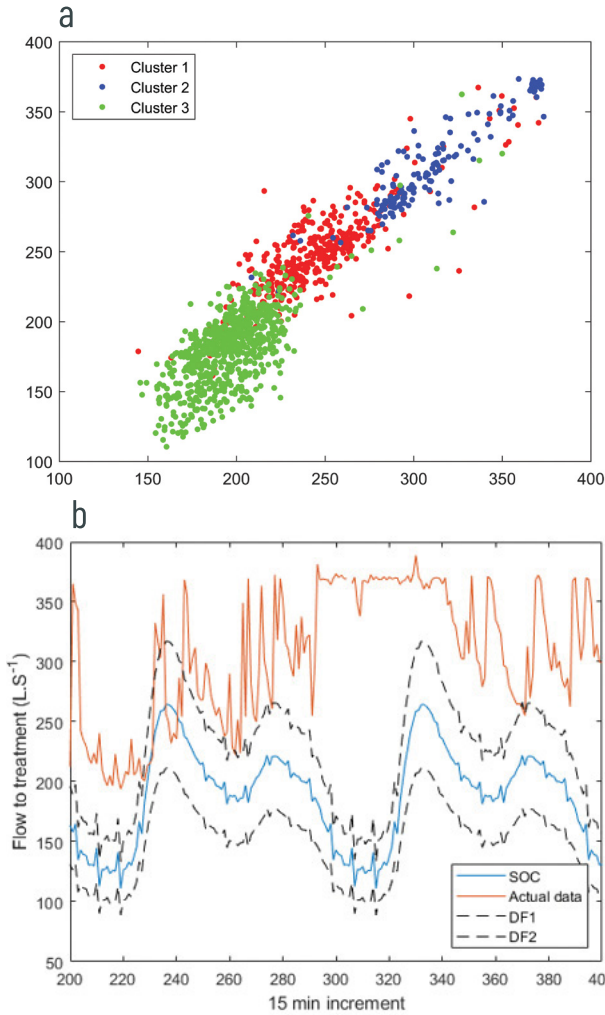 a
400
350
300
250
200
150
100
Cluster 1
Cluster 2
Cluster 3
100 150 200 250 300 350 400
b
400
350
300
250
200
150
100
50
Flow to treatment (L.S-1)
SOC
Actual data
DF1
DF2
200 220 240 260 280 300 320 340 360 380 40
15 min increment